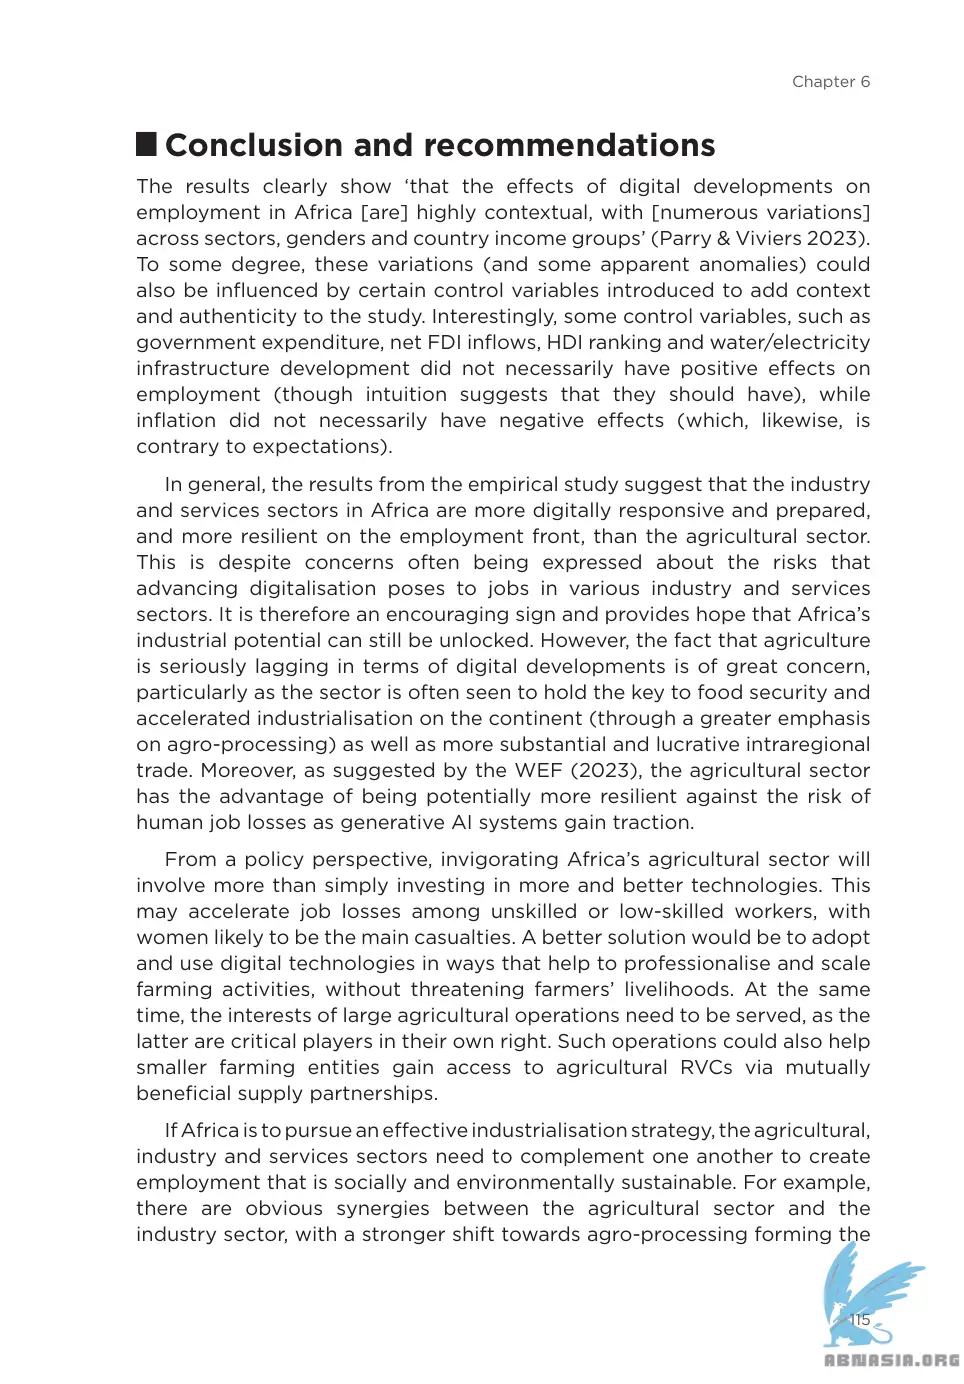 Chapter 6
Conclusion and recommendations
The results clearly show ‘that the effects of digital developments on
employment in Africa [are] highly contextual, with [numerous variations]
across sectors, genders and country income groups’ (Parry & Viviers 2023).
To some degree, these variations (and some apparent anomalies) could
also be influenced by certain control variables introduced to add context
and authenticity to the study. Interestingly, some control variables, such as
government expenditure, net FDI inflows, HDI ranking and water/electricity
infrastructure development did not necessarily have positive effects on
employment (though intuition suggests that they should have), while
inflation did not necessarily have negative effects (which, likewise, is
contrary to expectations).
In general, the results from the empirical study suggest that the industry
and services sectors in Africa are more digitally responsive and prepared,
and more resilient on the employment front, than the agricultural sector.
This is despite concerns often being expressed about the risks that
advancing digitalisation poses to jobs in various industry and services
sectors. It is therefore an encouraging sign and provides hope that Africa’s
industrial potential can still be unlocked. However, the fact that agriculture
is seriously lagging in terms of digital developments is of great concern,
particularly as the sector is often seen to hold the key to food security and
accelerated industrialisation on the continent (through a greater emphasis
on agro-processing) as well as more substantial and lucrative intraregional
trade. Moreover, as suggested by the WEF (2023), the agricultural sector
has the advantage of being potentially more resilient against the risk of
human job losses as generative AI systems gain traction.
From a policy perspective, invigorating Africa’s agricultural sector will
involve more than simply investing in more and better technologies. This
may accelerate job losses among unskilled or low-skilled workers, with
women likely to be the main casualties. A better solution would be to adopt
and use digital technologies in ways that help to professionalise and scale
farming activities, without threatening farmers’ livelihoods. At the same
time, the interests of large agricultural operations need to be served, as the
latter are critical players in their own right. Such operations could also help
smaller farming entities gain access to agricultural RVCs via mutually
beneficial supply partnerships.
If Africa is to pursue an effective industrialisation strategy, the agricultural,
industry and services sectors need to complement one another to create
employment that is socially and environmentally sustainable. For example,
there are obvious synergies between the agricultural sector and the
industry sector, with a stronger shift towards agro-processing forming the
115
ABNASIA.ORG